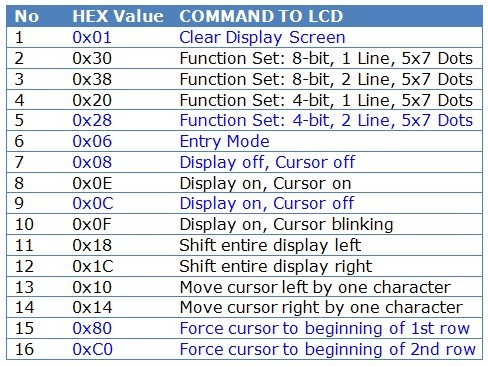 No HEX Value COMMAND TO LCD
1 0x01 Clear Display Screen
2 0x30 Function Set: 8-bit, 1 Line, 5x7 Dots
3 0x38 Function Set: 8-bit, 2 Line, 5x7 Dots
4 0x20 Function Set: 4-bit, 1 Line, 5x7 Dots
5 0x28 Function Set: 4-bit, 2 Line, 5x7 Dots
6 0x06 Entry Mode
7 0x08 Display off, Cursor off
8 0x0E Display on, Cursor on
9 0x0C Display on, Cursor off
10 0x0F Display on, Cursor blinking
11 0x18 Shift entire display left
12 0x1C Shift entire display right
13 0x10 Move cursor left by one character
14 0x14 Move cursor right by one character
15 0x80 Force cursor to beginning of 1st row
16 0xC0 Force cursor to beginning of 2nd row